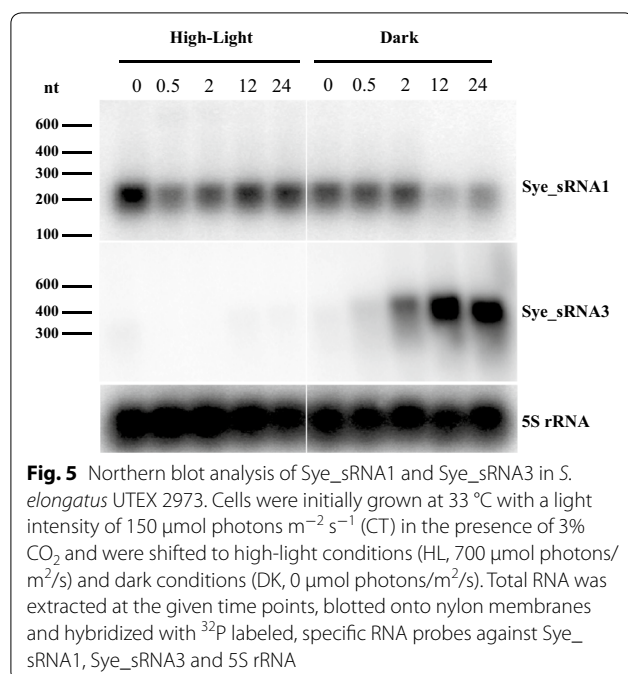 High-Light Dark
nt 0 0.5 2 12 24 0 0.5 2 12 24
600
400
300
200 Sye_sRNA1
100
600
400 Sye_sRNA3
300
5S rRNA
Fig. 5 Northern blot analysis of Sye_sRNA1 and Sye_sRNA3 in S.
elongatus UTEX 2973. Cells were initially grown at 33 °C with a light
intensity of 150 μmol photons m⁻² s⁻¹ (CT) in the presence of 3%
CO₂ and were shifted to high-light conditions (HL, 700 μmol photons/
m²/s) and dark conditions (DK, 0 μmol photons/m²/s). Total RNA was
extracted at the given time points, blotted onto nylon membranes
and hybridized with ³²P labeled, specific RNA probes against Sye_
sRNA1, Sye_sRNA3 and 5S rRNA